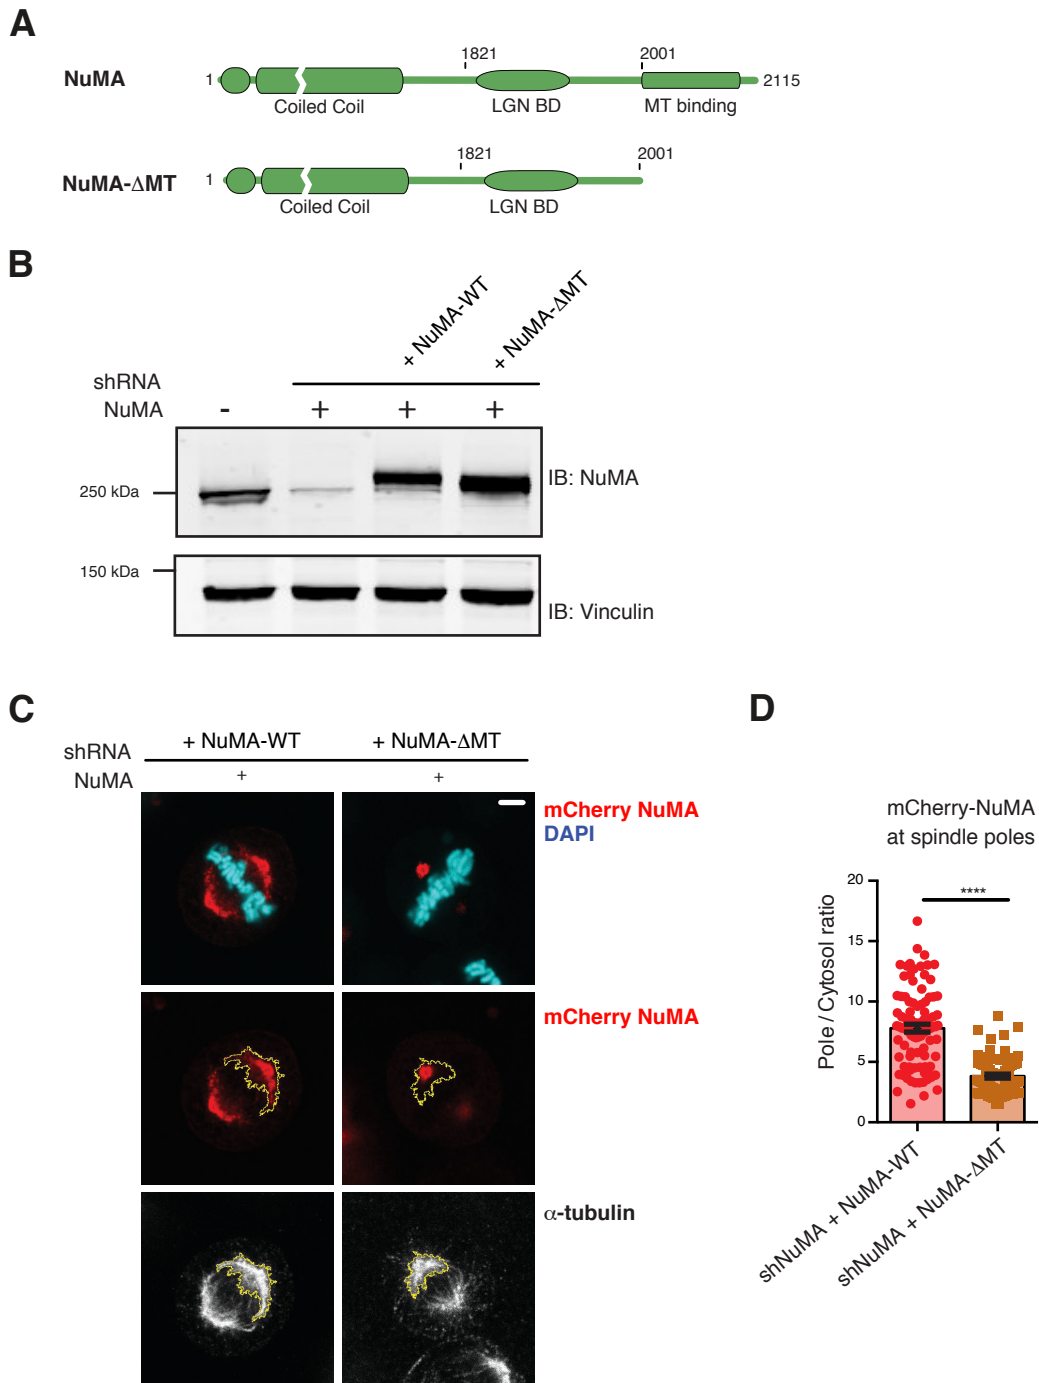 A
NuMA
1
1821
2001
2115
Coiled Coil
LGN BD
MT binding
NuMA-ΔMT
1
1821
2001
Coiled Coil
LGN BD
B
+ NuMA-WT
+ NuMA-ΔMT
shRNA
NuMA
-
+
+
+
250 kDa
IB: NuMA
150 kDa
IB: Vinculin
C
shRNA
NuMA
+ NuMA-WT
+ NuMA-ΔMT
+
+
mCherry NuMA
DAPI
mCherry NuMA
α-tubulin
D
mCherry-NuMA
at spindle poles
Pole / Cytosol ratio
20
15
10
5
0
****
shNuMA + NuMA-WT
shNuMA + NuMA-ΔMT